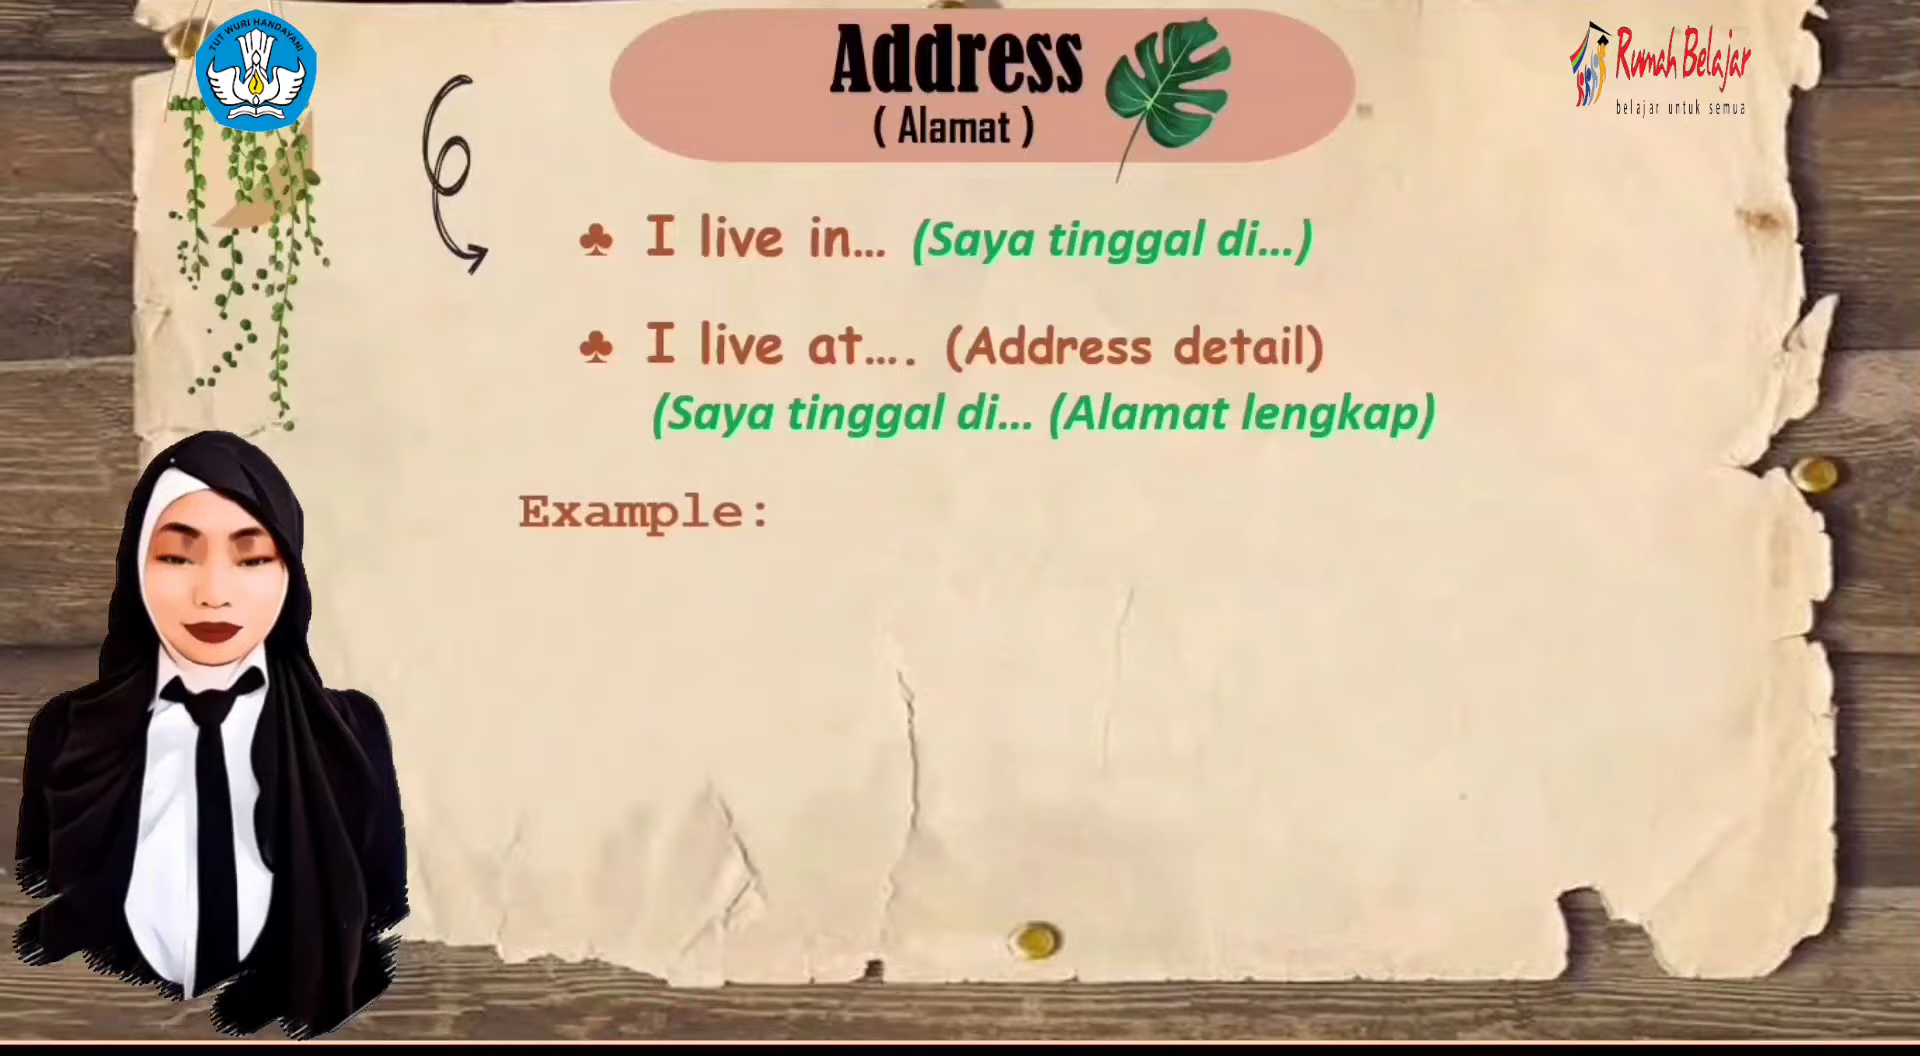 TUT WURI HANDAYANI
Address
( Alamat )
Rumah Belajar
belajar untuk semua
♣ I live in... (Saya tinggal di...)
♣ I live at.... (Address detail)
(Saya tinggal di... (Alamat lengkap)
Example: